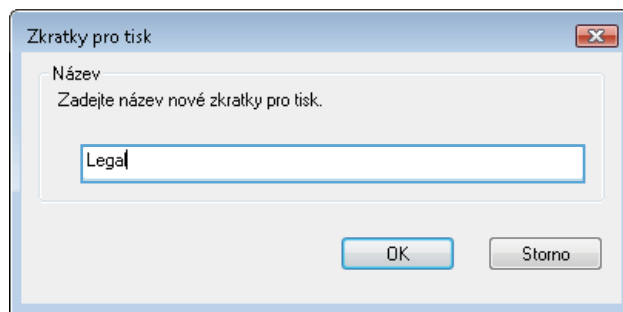 Zkratky pro tisk
Název
Zadejte název nové zkratky pro tisk.
Legal
OK
Storno